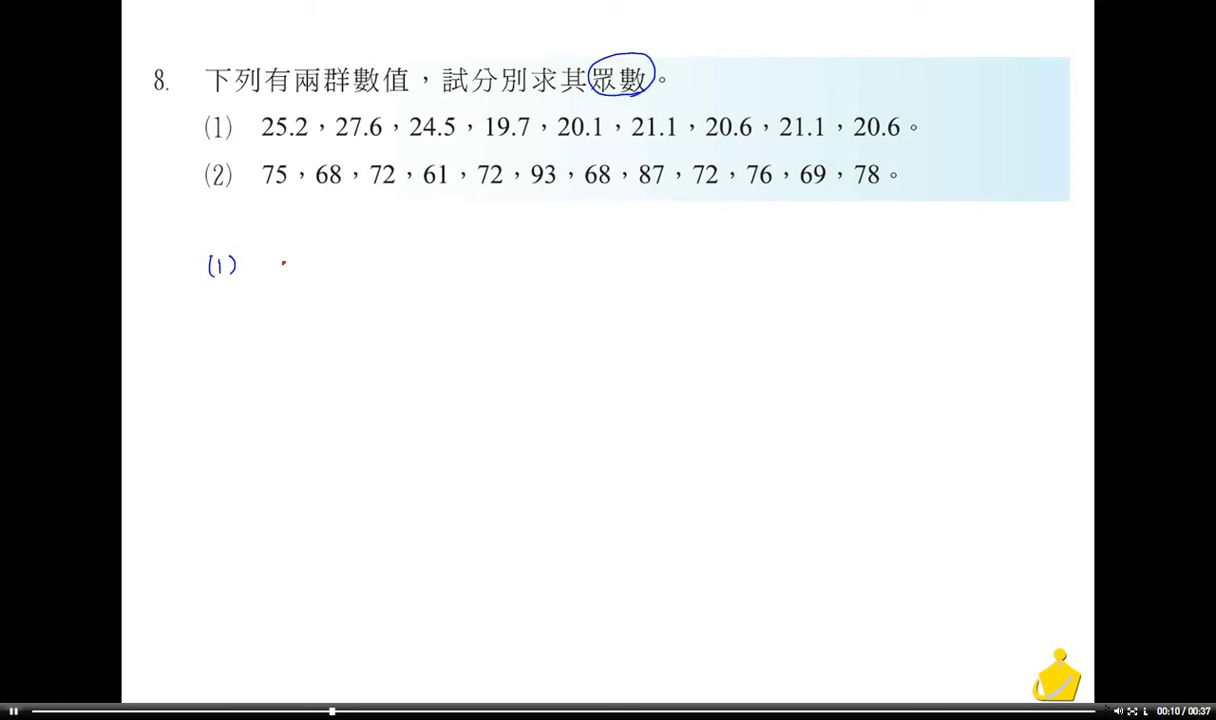 8. 下列有兩群數值，試分別求其眾數。
(1) 25.2，27.6，24.5，19.7，20.1，21.1，20.6，21.1，20.6。
(2) 75，68，72，61，72，93，68，87，72，76，69，78。
(1)
00:10 / 00:37